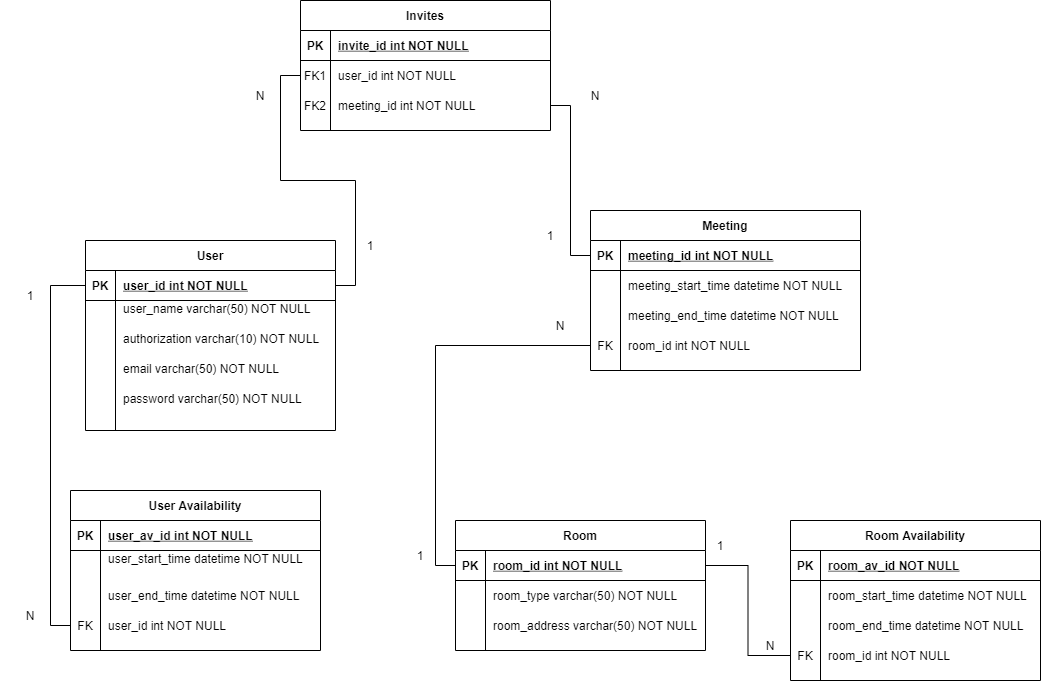 Invites
PK invite_id int NOT NULL
FK1 user_id int NOT NULL
FK2 meeting_id int NOT NULL
N
N
1
1
Meeting
PK meeting_id int NOT NULL
meeting_start_time datetime NOT NULL
meeting_end_time datetime NOT NULL
FK room_id int NOT NULL
User
PK user_id int NOT NULL
user_name varchar(50) NOT NULL
authorization varchar(10) NOT NULL
email varchar(50) NOT NULL
password varchar(50) NOT NULL
1
N
User Availability
PK user_av_id int NOT NULL
user_start_time datetime NOT NULL
user_end_time datetime NOT NULL
FK user_id int NOT NULL
N
1
Room
PK room_id int NOT NULL
room_type varchar(50) NOT NULL
room_address varchar(50) NOT NULL
1
N
Room Availability
PK room_av_id NOT NULL
room_start_time datetime NOT NULL
room_end_time datetime NOT NULL
FK room_id int NOT NULL